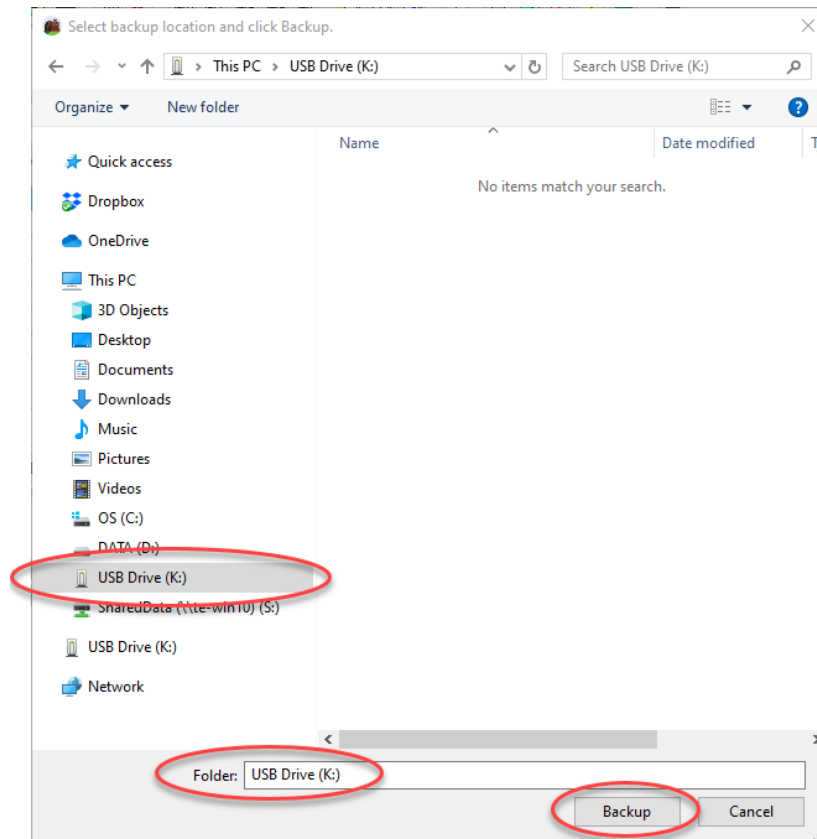 Select backup location and click Backup.
This PC > USB Drive (K:)
Search USB Drive (K:)
Organize
New folder
Name
Date modified
T
No items match your search.
Quick access
Dropbox
OneDrive
This PC
3D Objects
Desktop
Documents
Downloads
Music
Pictures
Videos
OS (C:)
DATA (D:)
USB Drive (K:)
SharedData (\\te-win10) (S:)
USB Drive (K:)
Network
Folder: USB Drive (K:)
Backup
Cancel